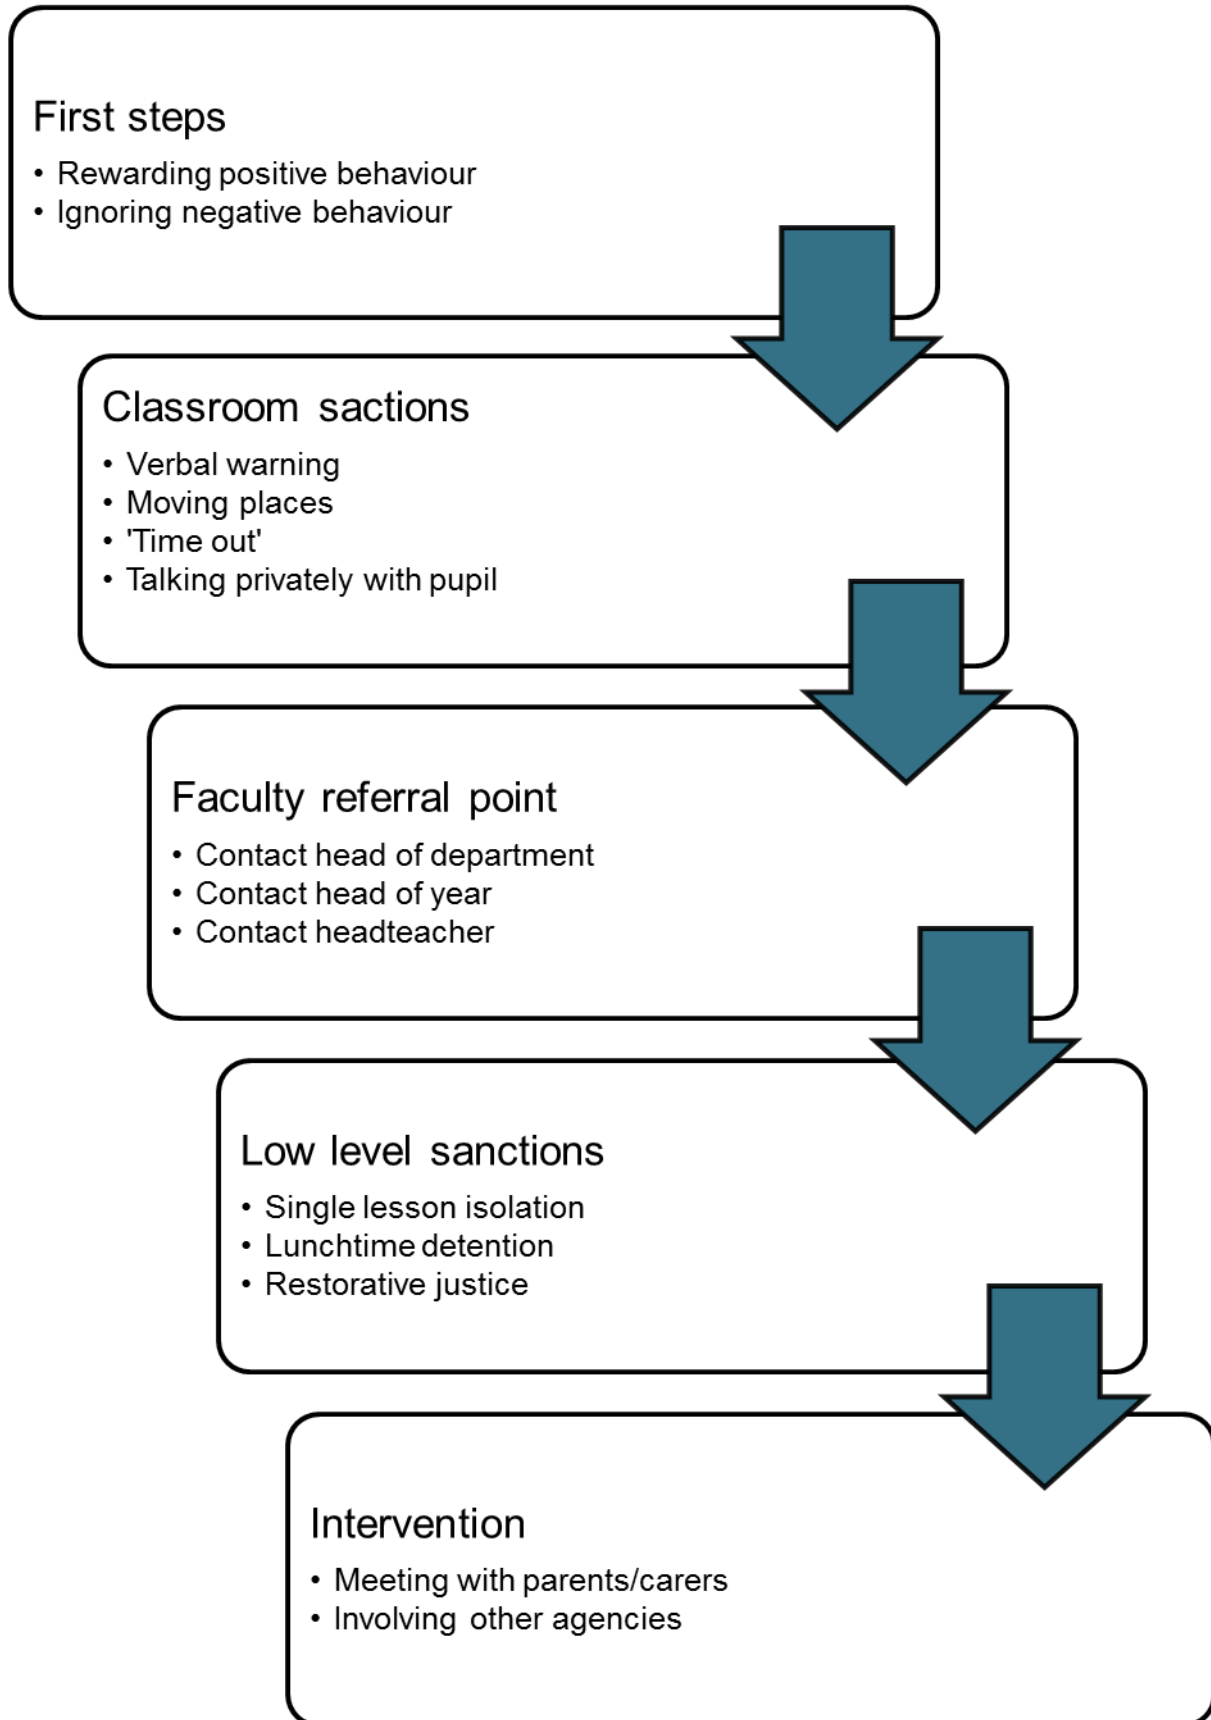 First steps
• Rewarding positive behaviour
• Ignoring negative behaviour
Classroom sactions
• Verbal warning
• Moving places
• 'Time out'
• Talking privately with pupil
Faculty referral point
• Contact head of department
• Contact head of year
• Contact headteacher
Low level sanctions
• Single lesson isolation
• Lunchtime detention
• Restorative justice
Intervention
• Meeting with parents/carers
• Involving other agencies